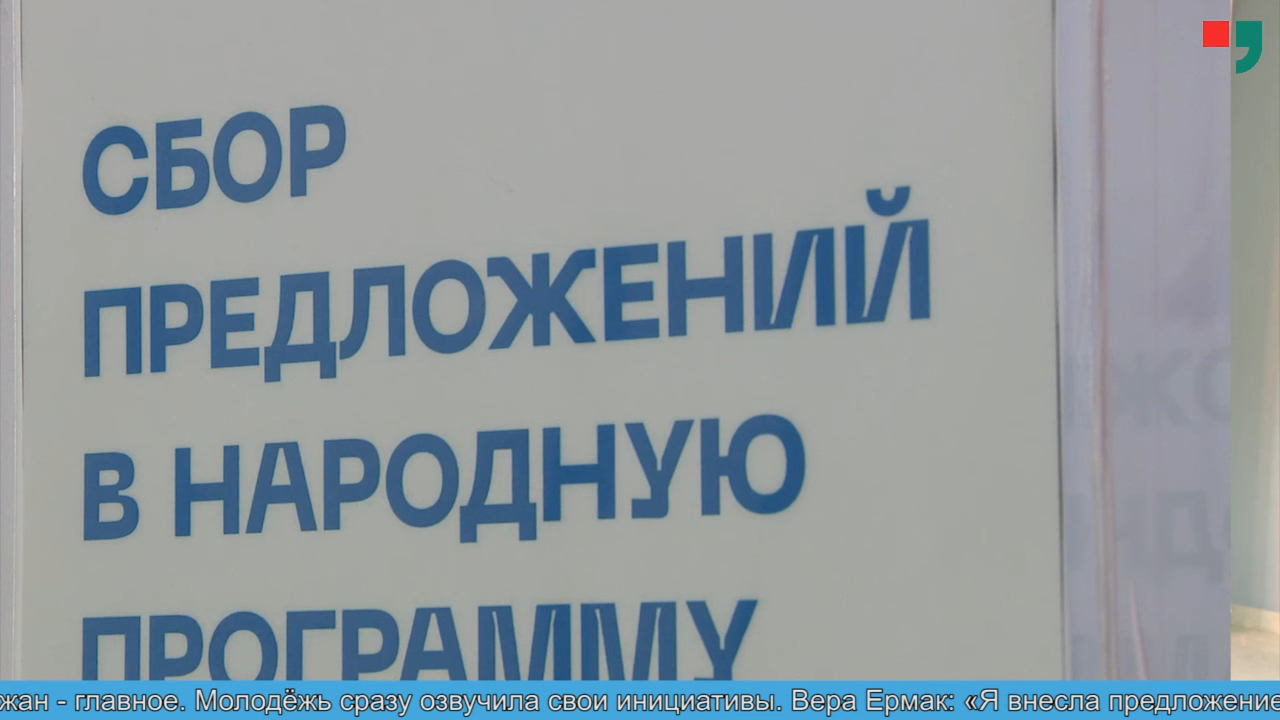 СБОР
ПРЕДЛОЖЕНИЙ
В НАРОДНУЮ
ПРОГРАММУ
жан - главное. Молодёжь сразу озвучила свои инициативы. Вера Ермак: «Я внесла предложение